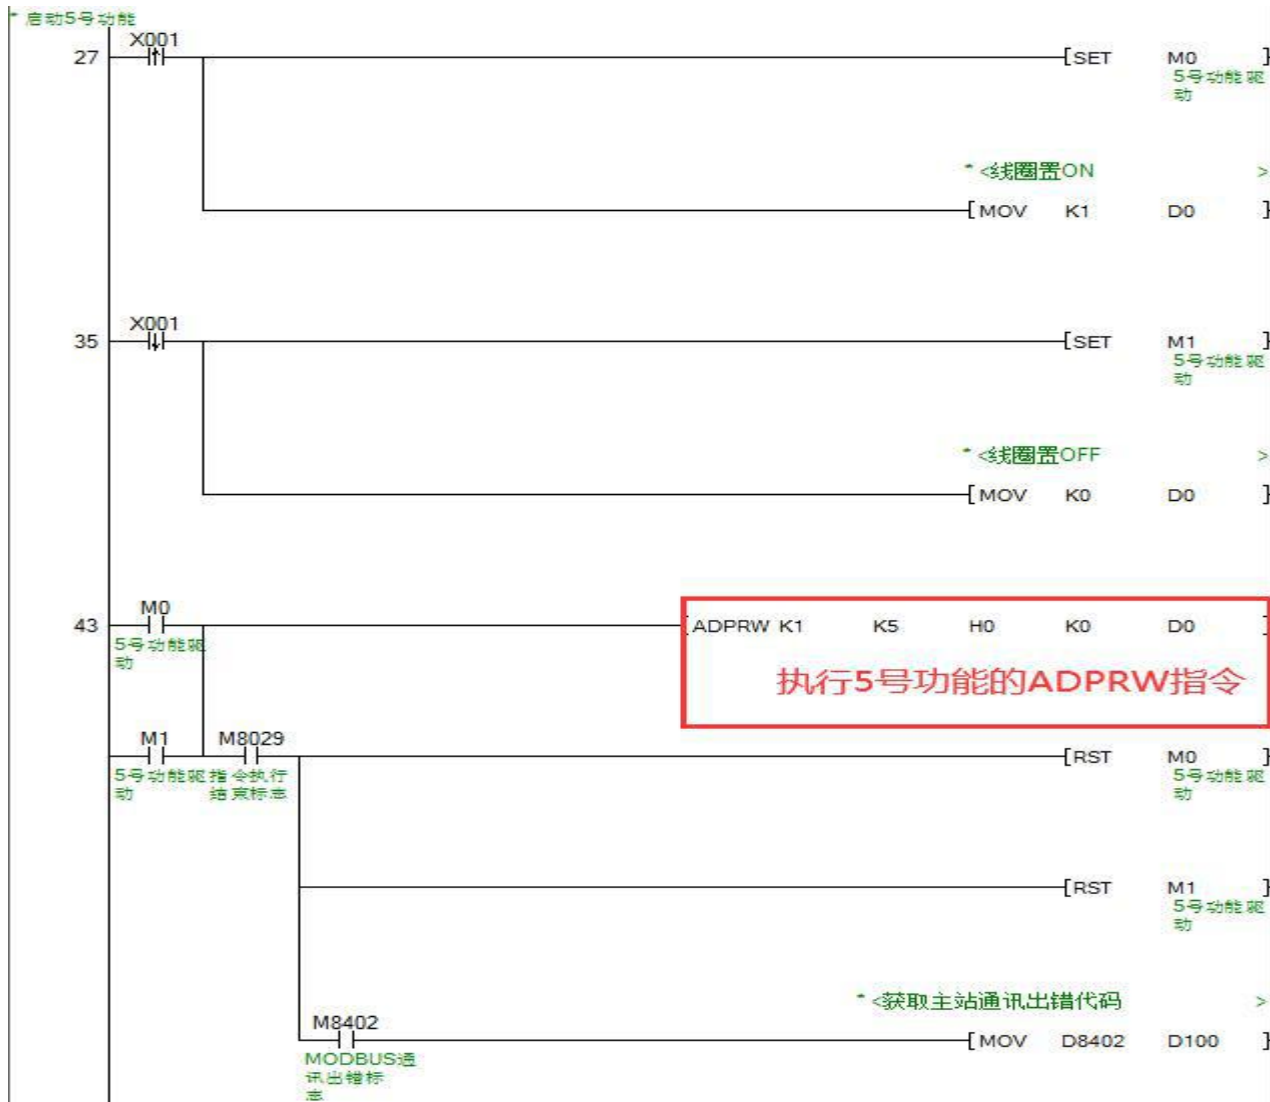 * 启动5号功能
X001
27 [SET M0 ]
5号功能驱
动
* <线圈置ON >
[MOV K1 D0 ]
X001
35 [SET M1 ]
5号功能驱
动
* <线圈置OFF >
[MOV K0 D0 ]
M0
43 [ADPRW K1 K5 H0 K0 D0 ]
5号功能驱
动
执行5号功能的ADPRW指令
M1 M8029
[RST M0 ]
5号功能驱 指令执行 5号功能驱
动 结束标志 动
[RST M1 ]
5号功能驱
动
* <获取主站通讯出错代码 >
M8402
[MOV D8402 D100 ]
MODBUS通
讯出错标
志